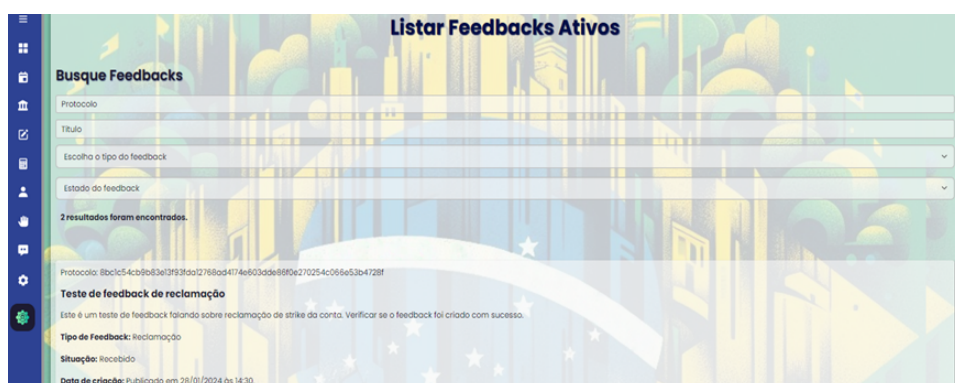 Listar Feedbacks Ativos
Busque Feedbacks
Protocolo
Título
Escolha o tipo do feedback
Estado do feedback
2 resultados foram encontrados.
Protocolo: 8bc1c54cb9b83e13f93fda12768ad4174e603dde86f0e270254c066e53b4728f
Teste de feedback de reclamação
Este é um teste de feedback falando sobre reclamação de strike da conta. Verificar se o feedback foi criado com sucesso.
Tipo de Feedback: Reclamação
Situação: Recebido
Data de criação: Publicado em 28/01/2024 às 14:30